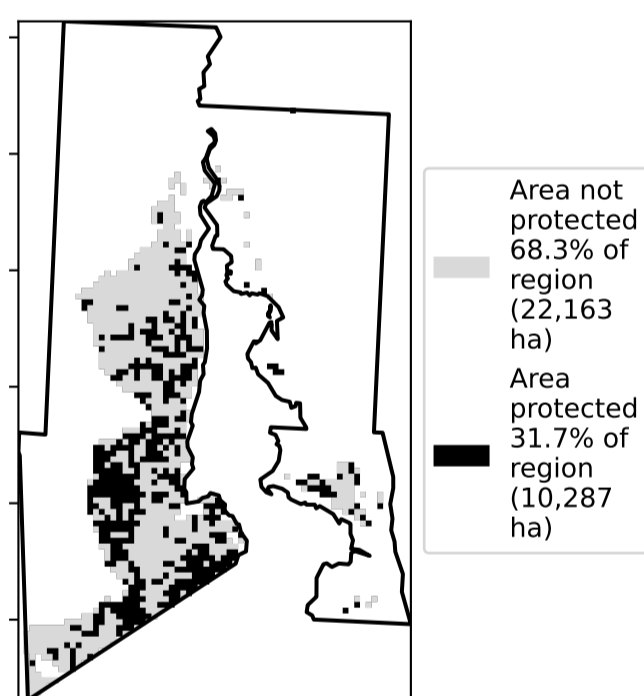 Area not
protected
68.3% of
region
(22,163
ha)
Area
protected
31.7% of
region
(10,287
ha)